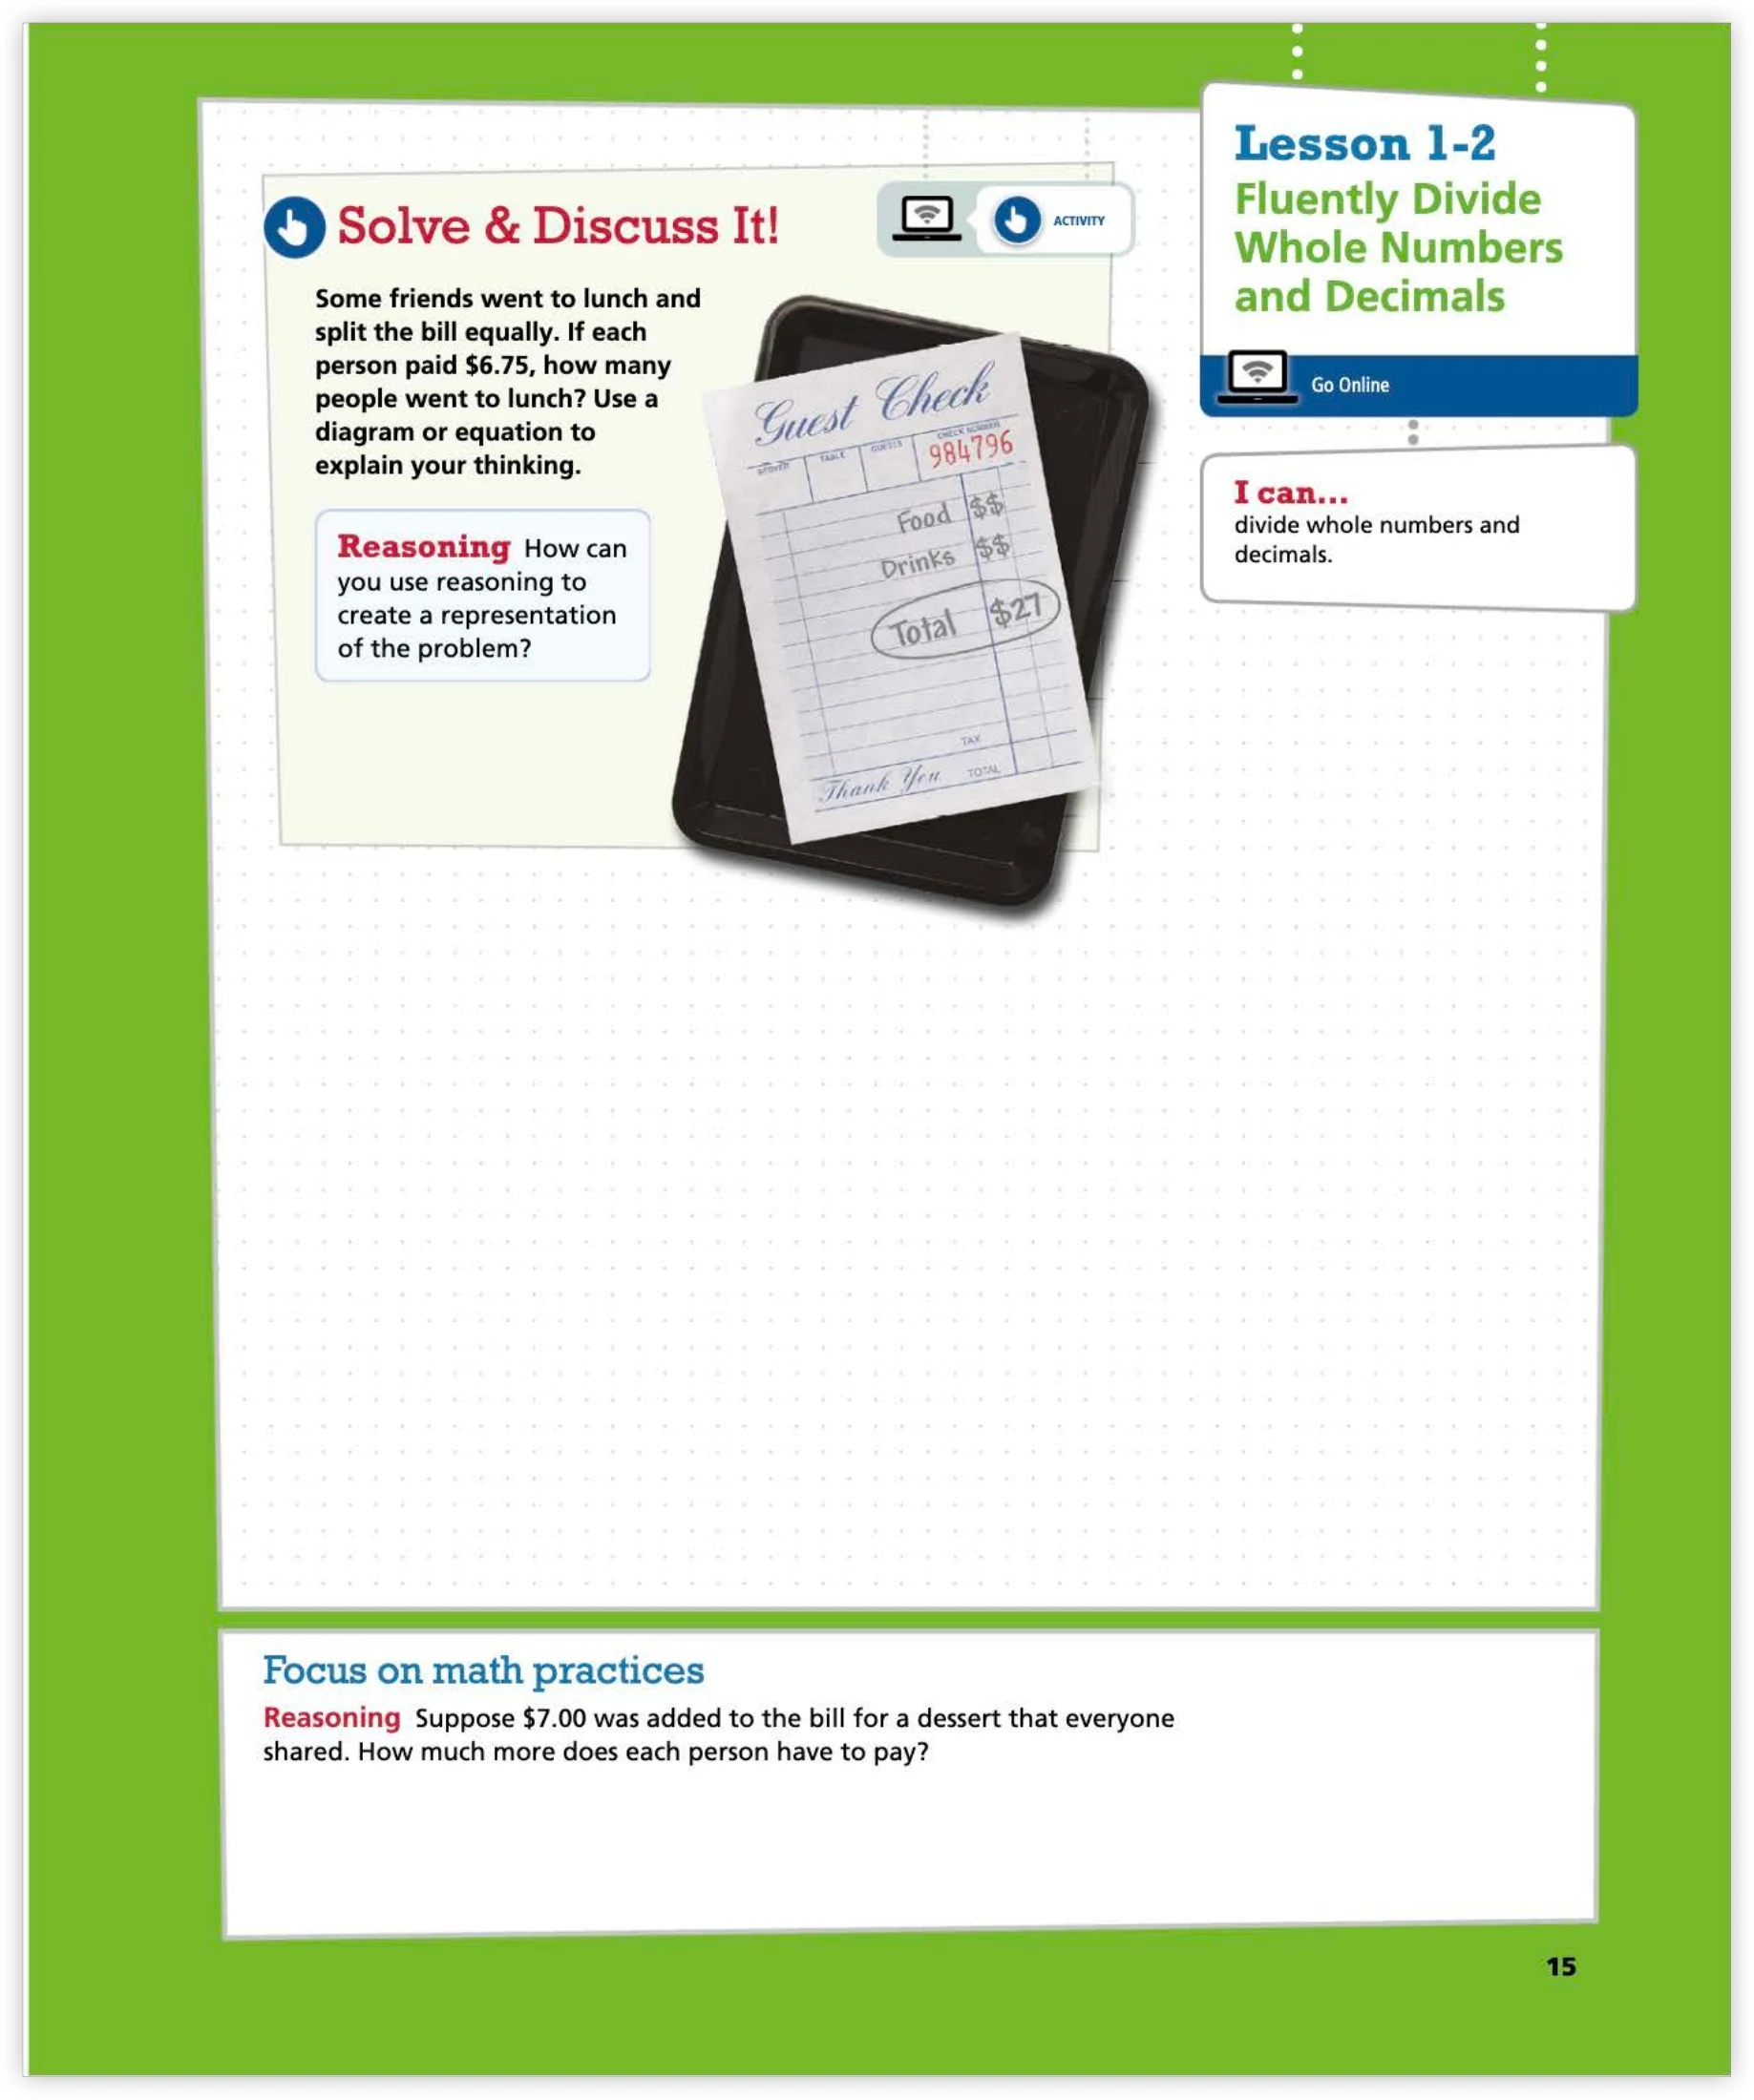 Lesson 1-2
Fluently Divide
Whole Numbers
and Decimals
Go Online
I can...
divide whole numbers and
decimals.
Solve & Discuss It!
ACTIVITY
Some friends went to lunch and
split the bill equally. If each
person paid $6.75, how many
people went to lunch? Use a
diagram or equation to
explain your thinking.
Reasoning How can
you use reasoning to
create a representation
of the problem?
Guest Check
SERVER TABLE GUESTS CHECK NUMBER
984796
Food $$
Drinks $$
Total $27
TAX
Thank You TOTAL
Focus on math practices
Reasoning Suppose $7.00 was added to the bill for a dessert that everyone
shared. How much more does each person have to pay?
15